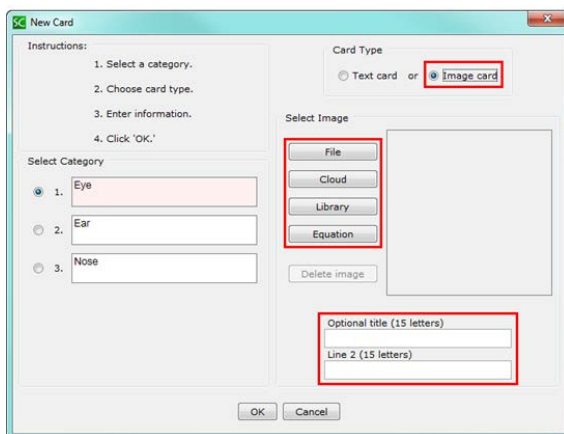 SC New Card
x
Instructions:
1. Select a category.
2. Choose card type.
3. Enter information.
4. Click 'OK.'
Card Type
Text card or Image card
Select Category
1. Eye
2. Ear
3. Nose
Select Image
File
Cloud
Library
Equation
Delete image
Optional title (15 letters)
Line 2 (15 letters)
OK Cancel